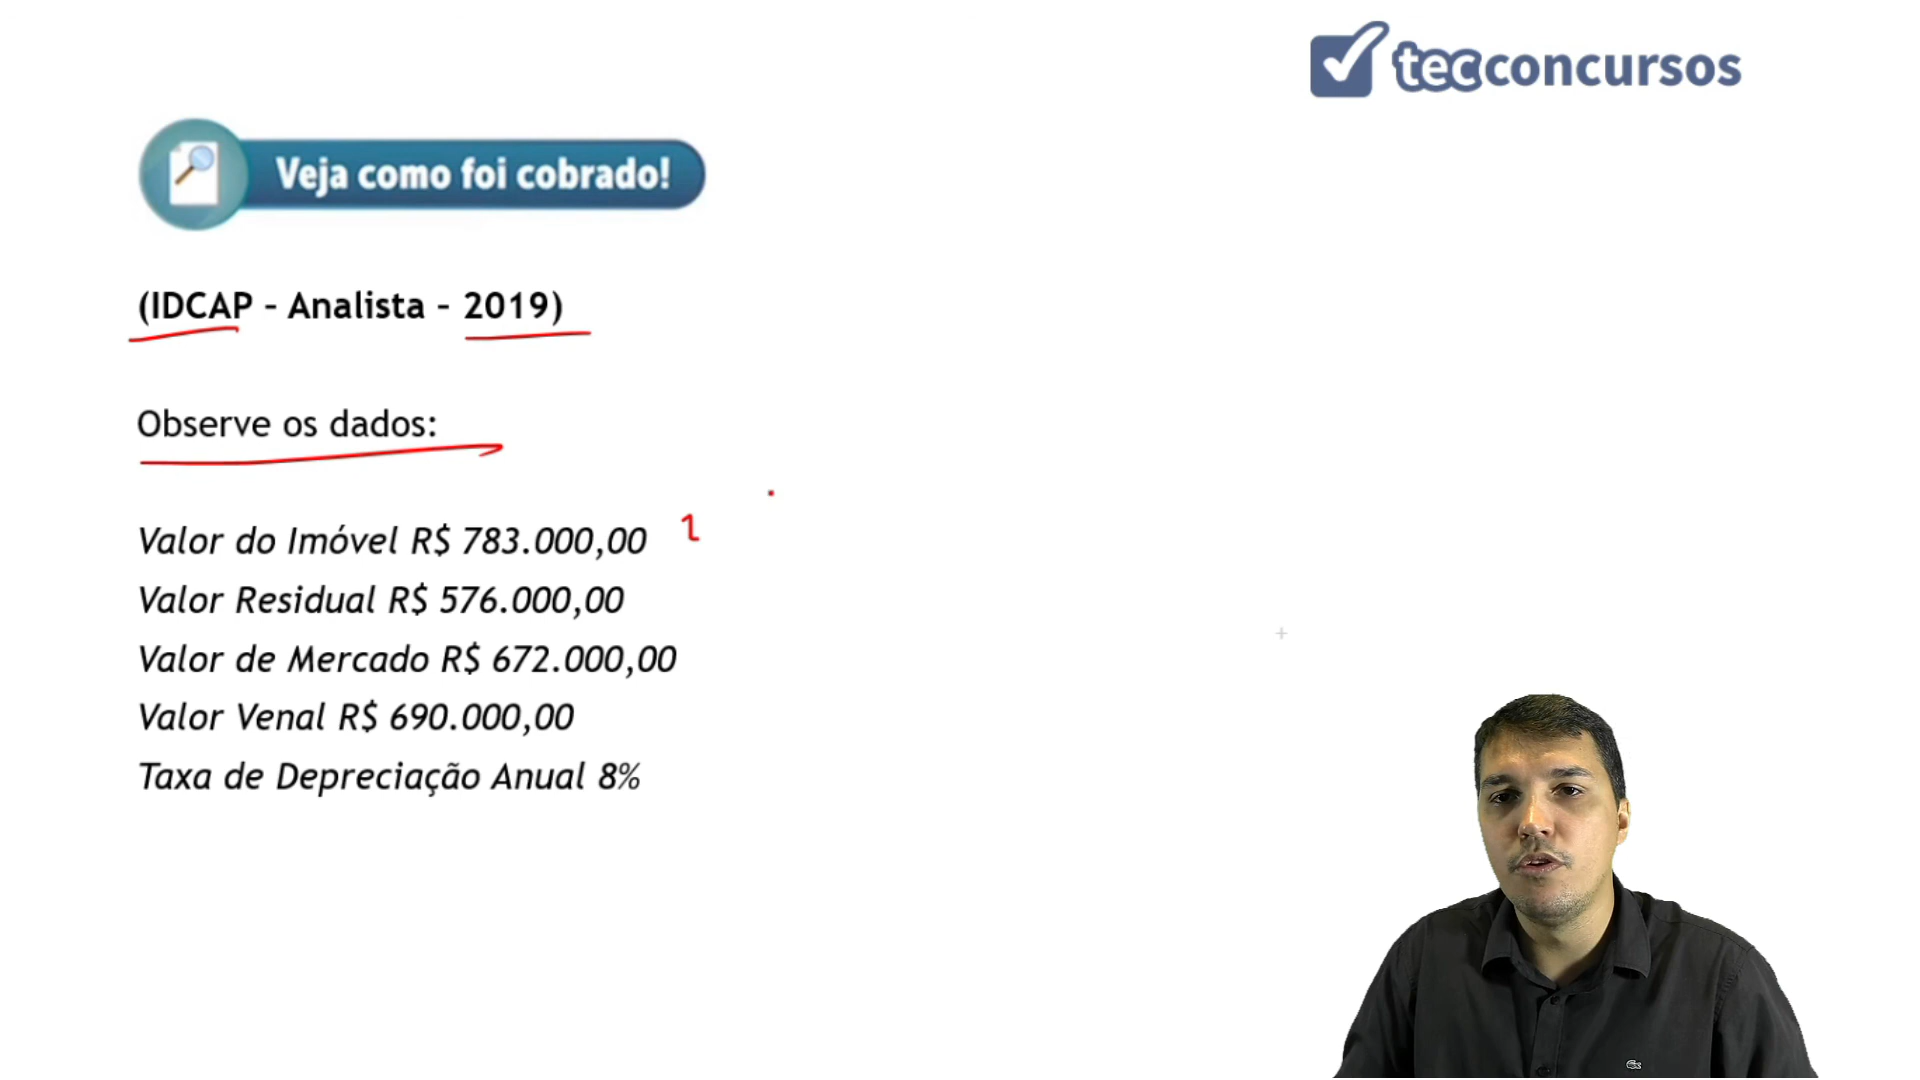 tecconcursos
Veja como foi cobrado!
(IDCAP – Analista – 2019)
Observe os dados:
Valor do Imóvel R$ 783.000,00 1
Valor Residual R$ 576.000,00
Valor de Mercado R$ 672.000,00
Valor Venal R$ 690.000,00
Taxa de Depreciação Anual 8%